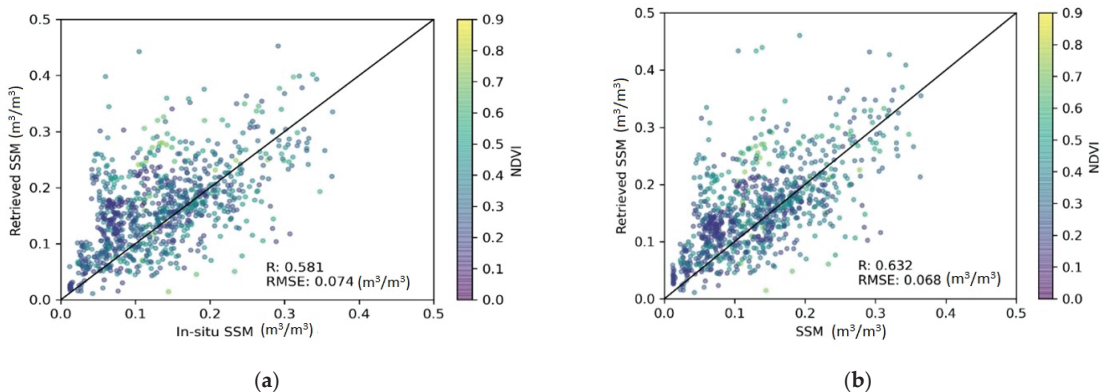 0.5
0.4
0.3
0.2
0.1
0.0
0.0 0.1 0.2 0.3 0.4 0.5
Retrieved SSM (m³/m³)
In-situ SSM (m³/m³)
R: 0.581
RMSE: 0.074 (m³/m³)
0.9
0.8
0.7
0.6
0.5
0.4
0.3
0.2
0.1
0.0
NDVI
(a)
0.5
0.4
0.3
0.2
0.1
0.0
0.0 0.1 0.2 0.3 0.4 0.5
Retrieved SSM (m³/m³)
SSM (m³/m³)
R: 0.632
RMSE: 0.068 (m³/m³)
0.9
0.8
0.7
0.6
0.5
0.4
0.3
0.2
0.1
0.0
NDVI
(b)